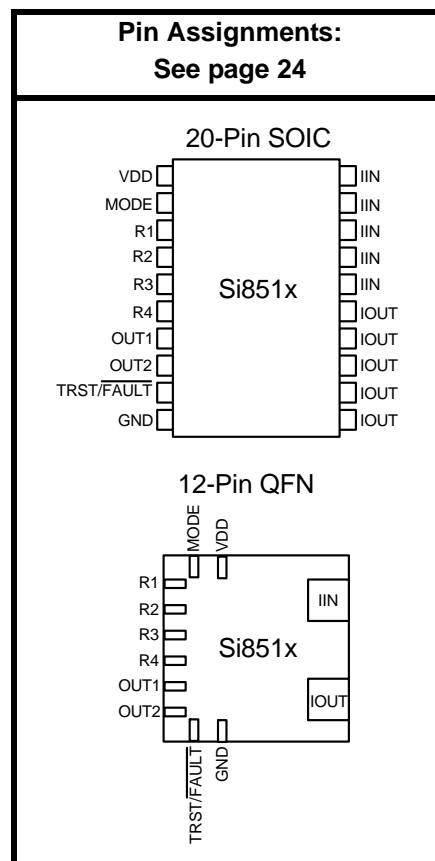 Pin Assignments:
See page 24
20-Pin SOIC
VDD
MODE
R1
R2
R3
R4
OUT1
OUT2
TRST/FAULT
GND
Si851x
IIN
IIN
IIN
IIN
IIN
IOUT
IOUT
IOUT
IOUT
IOUT
12-Pin QFN
MODE
VDD
R1
R2
R3
R4
OUT1
OUT2
Si851x
IIN
IOUT
TRST/FAULT
GND